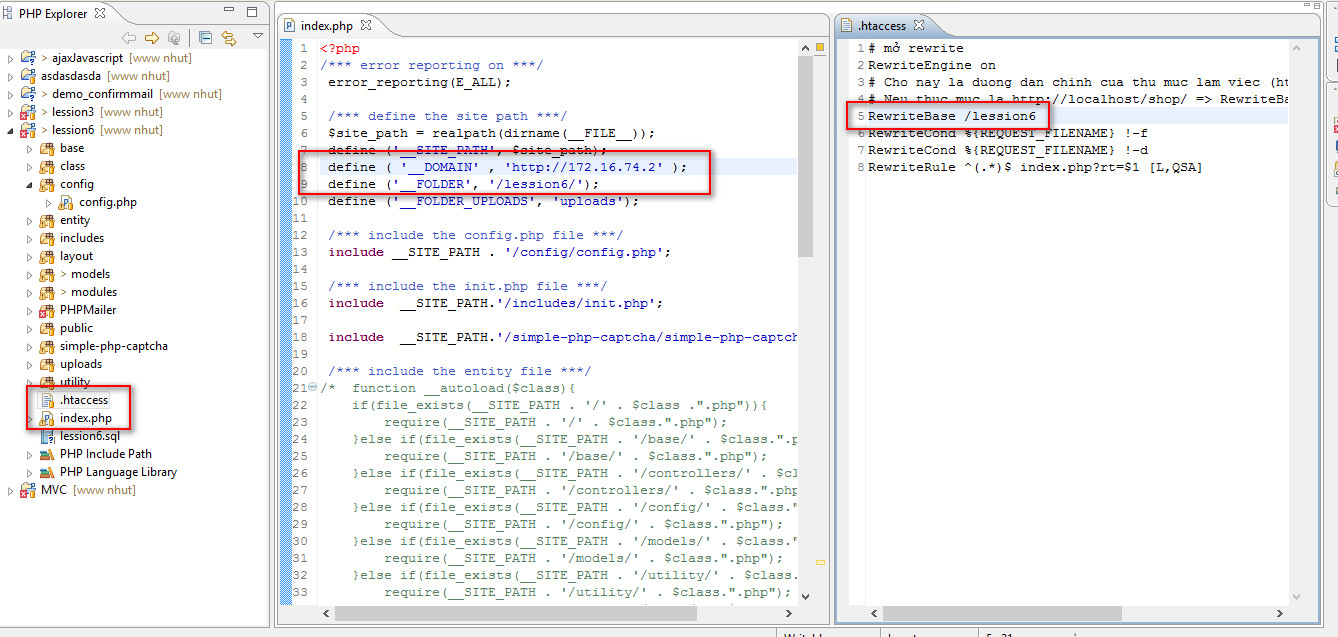 PHP Explorer
> ajaxJavascript [www nhut]
asdasdasda [www nhut]
> demo_confirmmail [www nhut]
> lession3 [www nhut]
> lession6 [www nhut]
base
class
config
config.php
entity
includes
layout
> models
> modules
PHPMailer
public
simple-php-captcha
uploads
utility
.htaccess
index.php
lession6.sql
PHP Include Path
PHP Language Library
MVC [www nhut]
index.php
1 <?php
2 /*** error reporting on ***/
3 error_reporting(E_ALL);
4
5 /*** define the site path ***/
6 $site_path = realpath(dirname(__FILE__));
7 define ('__SITE_PATH', $site_path);
8 define ( '__DOMAIN' , 'http://172.16.74.2' );
9 define ('__FOLDER', '/lession6/');
10 define ('__FOLDER_UPLOADS', 'uploads');
11
12 /*** include the config.php file ***/
13 include __SITE_PATH . '/config/config.php';
14
15 /*** include the init.php file ***/
16 include __SITE_PATH.'/includes/init.php';
17
18 include __SITE_PATH.'/simple-php-captcha/simple-php-captch
19
20 /*** include the entity file ***/
21 /* function __autoload($class){
22 if(file_exists(__SITE_PATH . '/' . $class .".php")){
23 require(__SITE_PATH . '/' . $class.".php");
24 }else if(file_exists(__SITE_PATH . '/base/' . $class.".p
25 require(__SITE_PATH . '/base/' . $class.".php");
26 }else if(file_exists(__SITE_PATH . '/controllers/' . $cl
27 require(__SITE_PATH . '/controllers/' . $class.".php
28 }else if(file_exists(__SITE_PATH . '/config/' . $class."
29 require(__SITE_PATH . '/config/' . $class.".php");
30 }else if(file_exists(__SITE_PATH . '/models/' . $class."
31 require(__SITE_PATH . '/models/' . $class.".php");
32 }else if(file_exists(__SITE_PATH . '/utility/' . $class.
33 require(__SITE_PATH . '/utility/' . $class.".php");
.htaccess
1 # mở rewrite
2 RewriteEngine on
3 # Cho nay la duong dan chinh cua thu muc lam viec (ht
4 # Neu thuc muc la http://localhost/shop/ => RewriteBa
5 RewriteBase /lession6
6 RewriteCond %{REQUEST_FILENAME} !-f
7 RewriteCond %{REQUEST_FILENAME} !-d
8 RewriteRule ^(.*)$ index.php?rt=$1 [L,QSA]